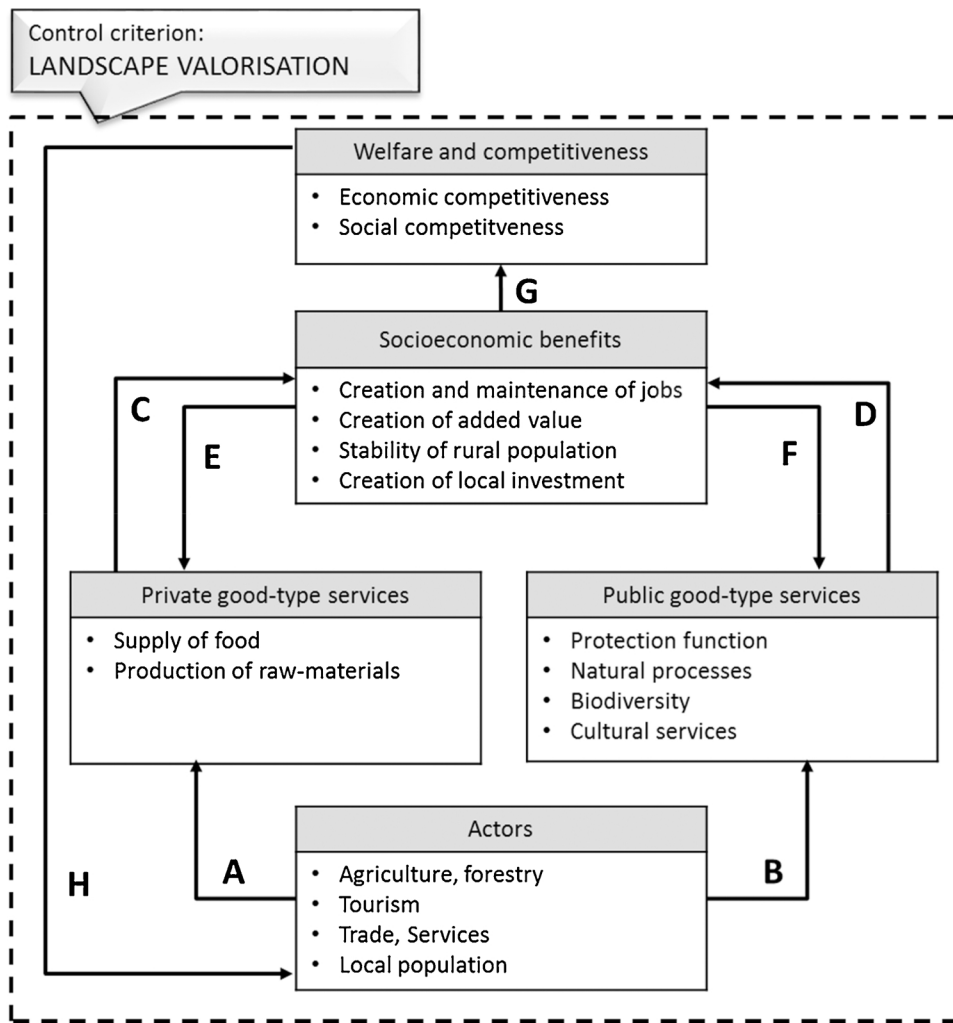 Control criterion:
LANDSCAPE VALORISATION
Welfare and competitiveness
• Economic competitiveness
• Social competitveness
G
Socioeconomic benefits
• Creation and maintenance of jobs
• Creation of added value
• Stability of rural population
• Creation of local investment
C
D
E
F
Private good-type services
• Supply of food
• Production of raw-materials
Public good-type services
• Protection function
• Natural processes
• Biodiversity
• Cultural services
Actors
• Agriculture, forestry
• Tourism
• Trade, Services
• Local population
H
A
B